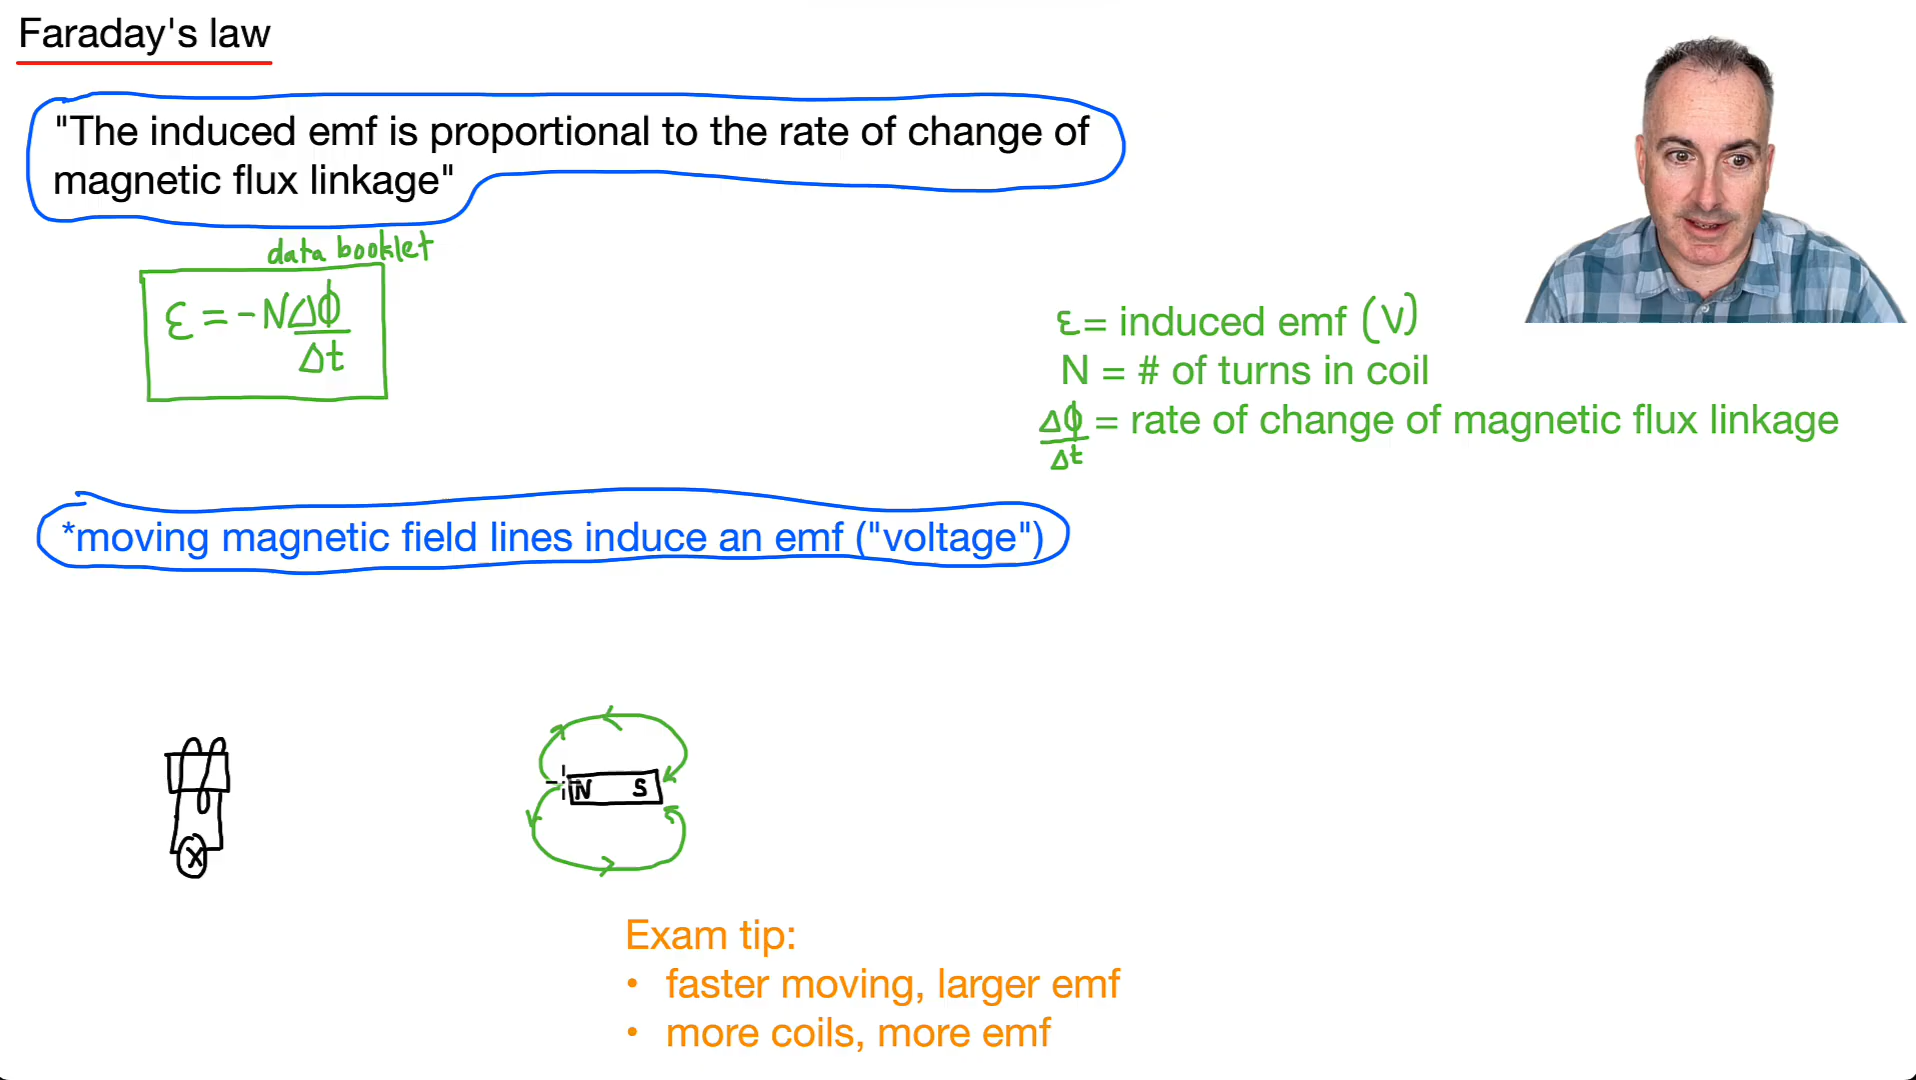 Faraday's law
"The induced emf is proportional to the rate of change of
magnetic flux linkage"
data booklet
ε = -NΔϕ
Δt
ε = induced emf (V)
N = # of turns in coil
Δϕ = rate of change of magnetic flux linkage
Δt
*moving magnetic field lines induce an emf ("voltage")
N S
X
Exam tip:
• faster moving, larger emf
• more coils, more emf